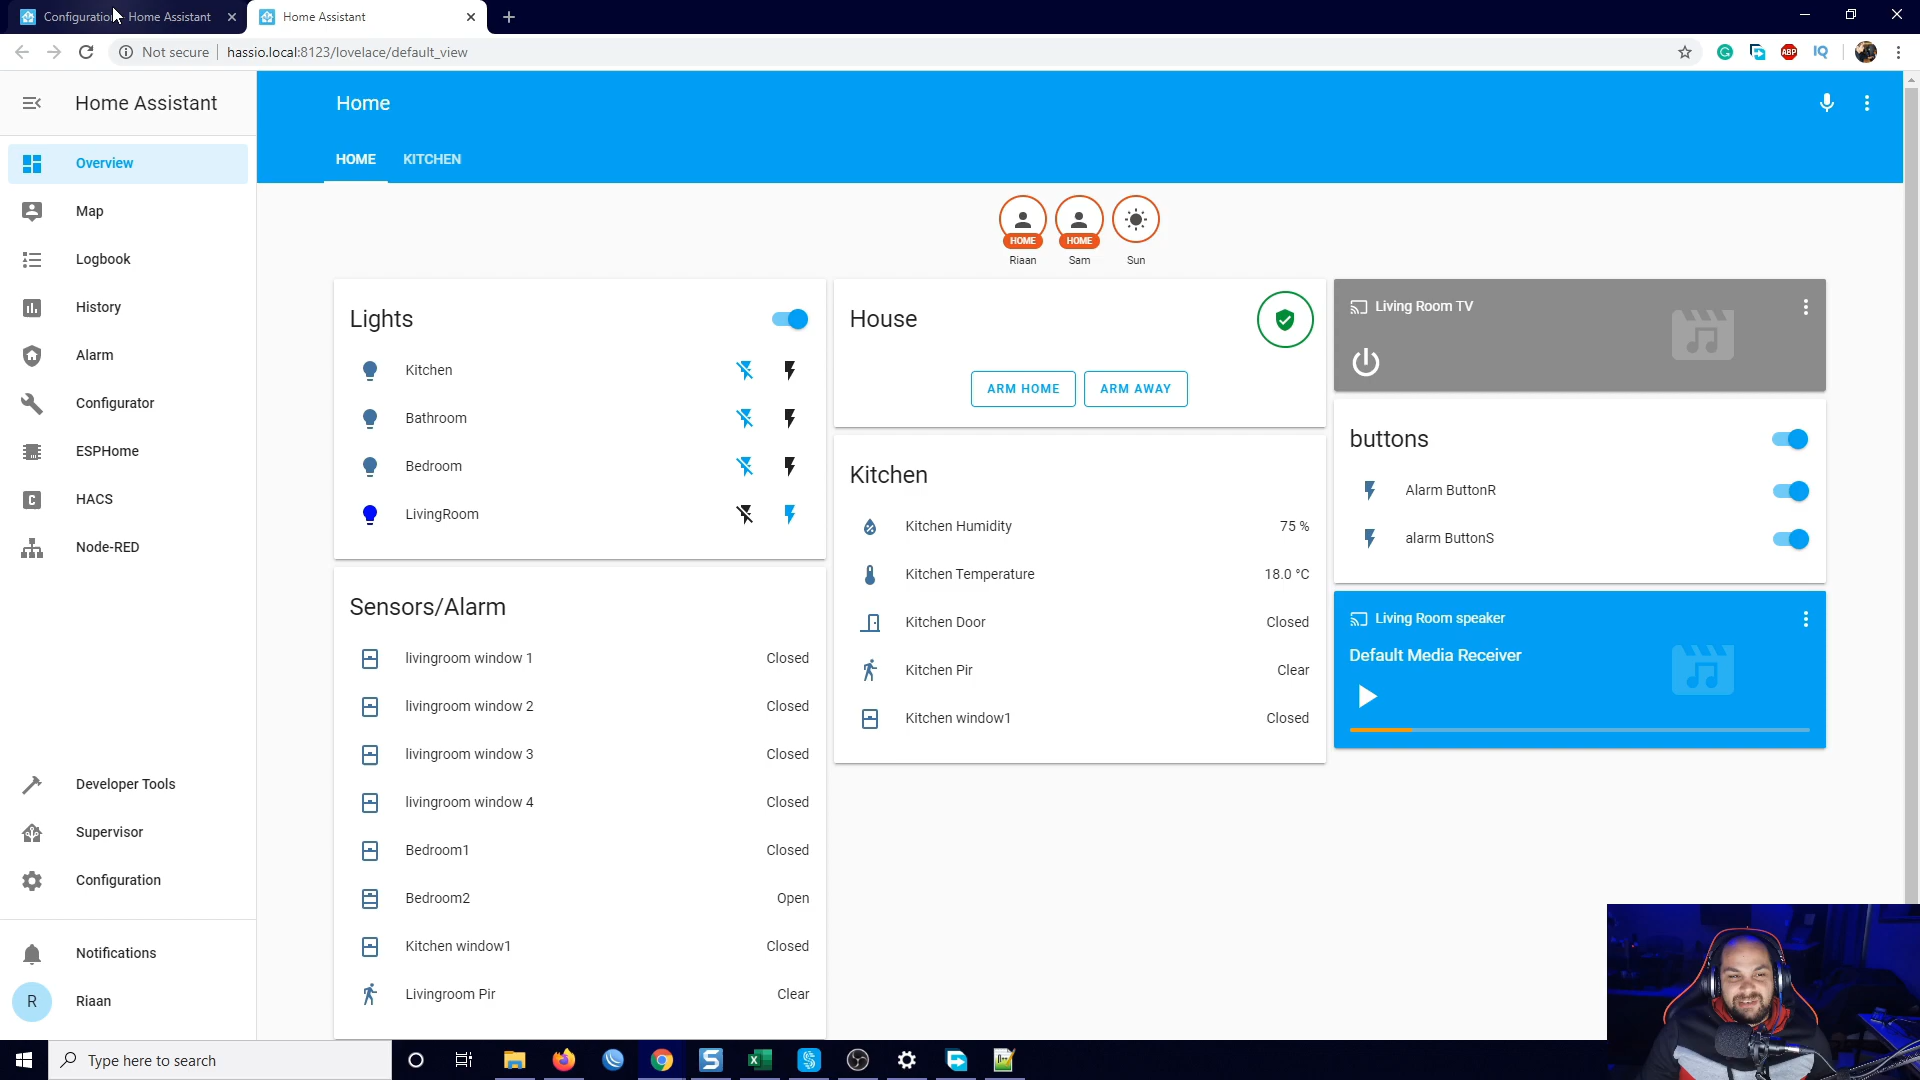 Configuration - Home Assistant
Home Assistant
Not secure
hassio.local:8123/lovelace/default_view
ABP
IQ
Home Assistant
Overview
Map
Logbook
History
Alarm
Configurator
ESPHome
C
HACS
Node-RED
Developer Tools
Supervisor
Configuration
Notifications
R
Riaan
Home
HOME
KITCHEN
HOME
Riaan
HOME
Sam
Sun
Lights
Kitchen
Bathroom
Bedroom
LivingRoom
Sensors/Alarm
livingroom window 1 Closed
livingroom window 2 Closed
livingroom window 3 Closed
livingroom window 4 Closed
Bedroom1 Closed
Bedroom2 Open
Kitchen window1 Closed
Livingroom Pir Clear
House
ARM HOME
ARM AWAY
Kitchen
Kitchen Humidity 75 %
Kitchen Temperature 18.0 °C
Kitchen Door Closed
Kitchen Pir Clear
Kitchen window1 Closed
Living Room TV
buttons
Alarm ButtonR
alarm ButtonS
Living Room speaker
Default Media Receiver
Type here to search